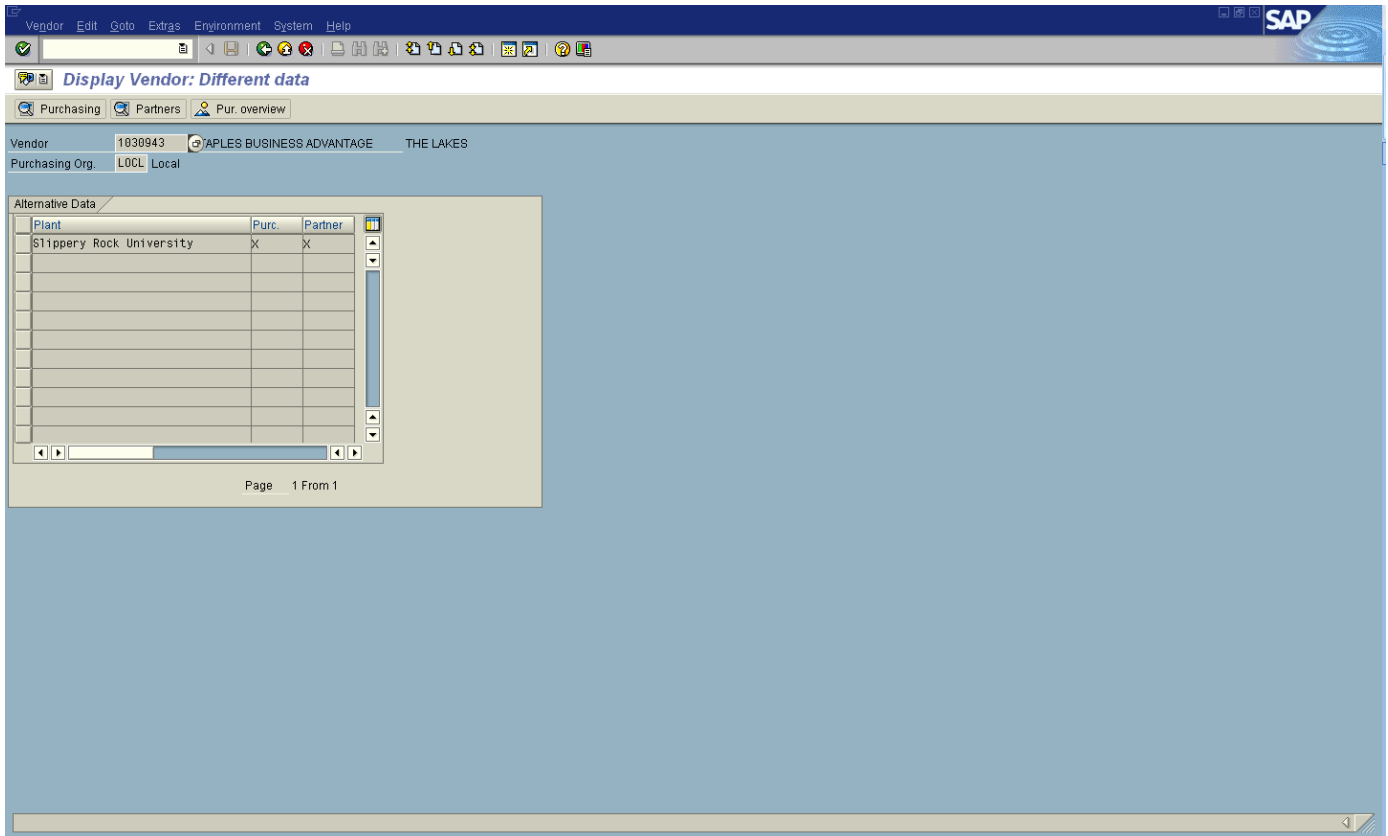 Vendor Edit Goto Extras Environment System Help
SAP
Display Vendor: Different data
Purchasing Partners Pur. overview
Vendor 1030943 TAPLES BUSINESS ADVANTAGE THE LAKES
Purchasing Org. LOCL Local
Alternative Data
Plant Purc. Partner
Slippery Rock University X X
Page 1 From 1